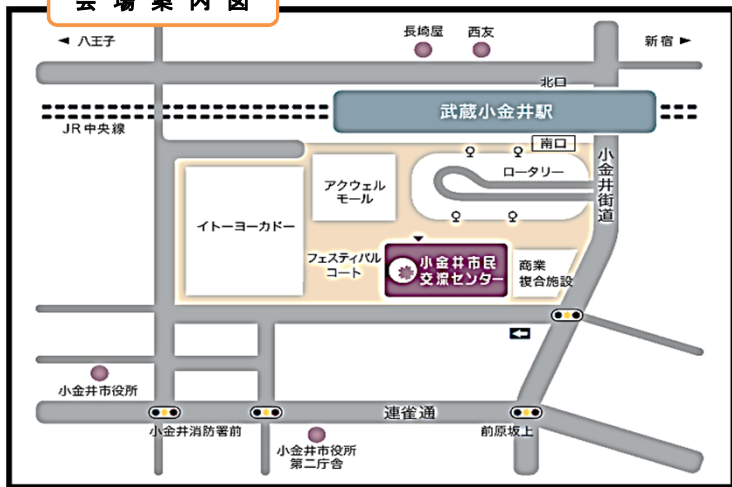 会場案内図
◄ 八王子
長崎屋
西友
新宿 ►
北口
武蔵小金井駅
JR中央線
南口
ロータリー
小金井街道
アクウェル
モール
イトーヨーカドー
フェスティバル
コート
小金井市民
交流センター
商業
複合施設
小金井市役所
小金井消防署前
連雀通
前原坂上
小金井市役所
第二庁舎